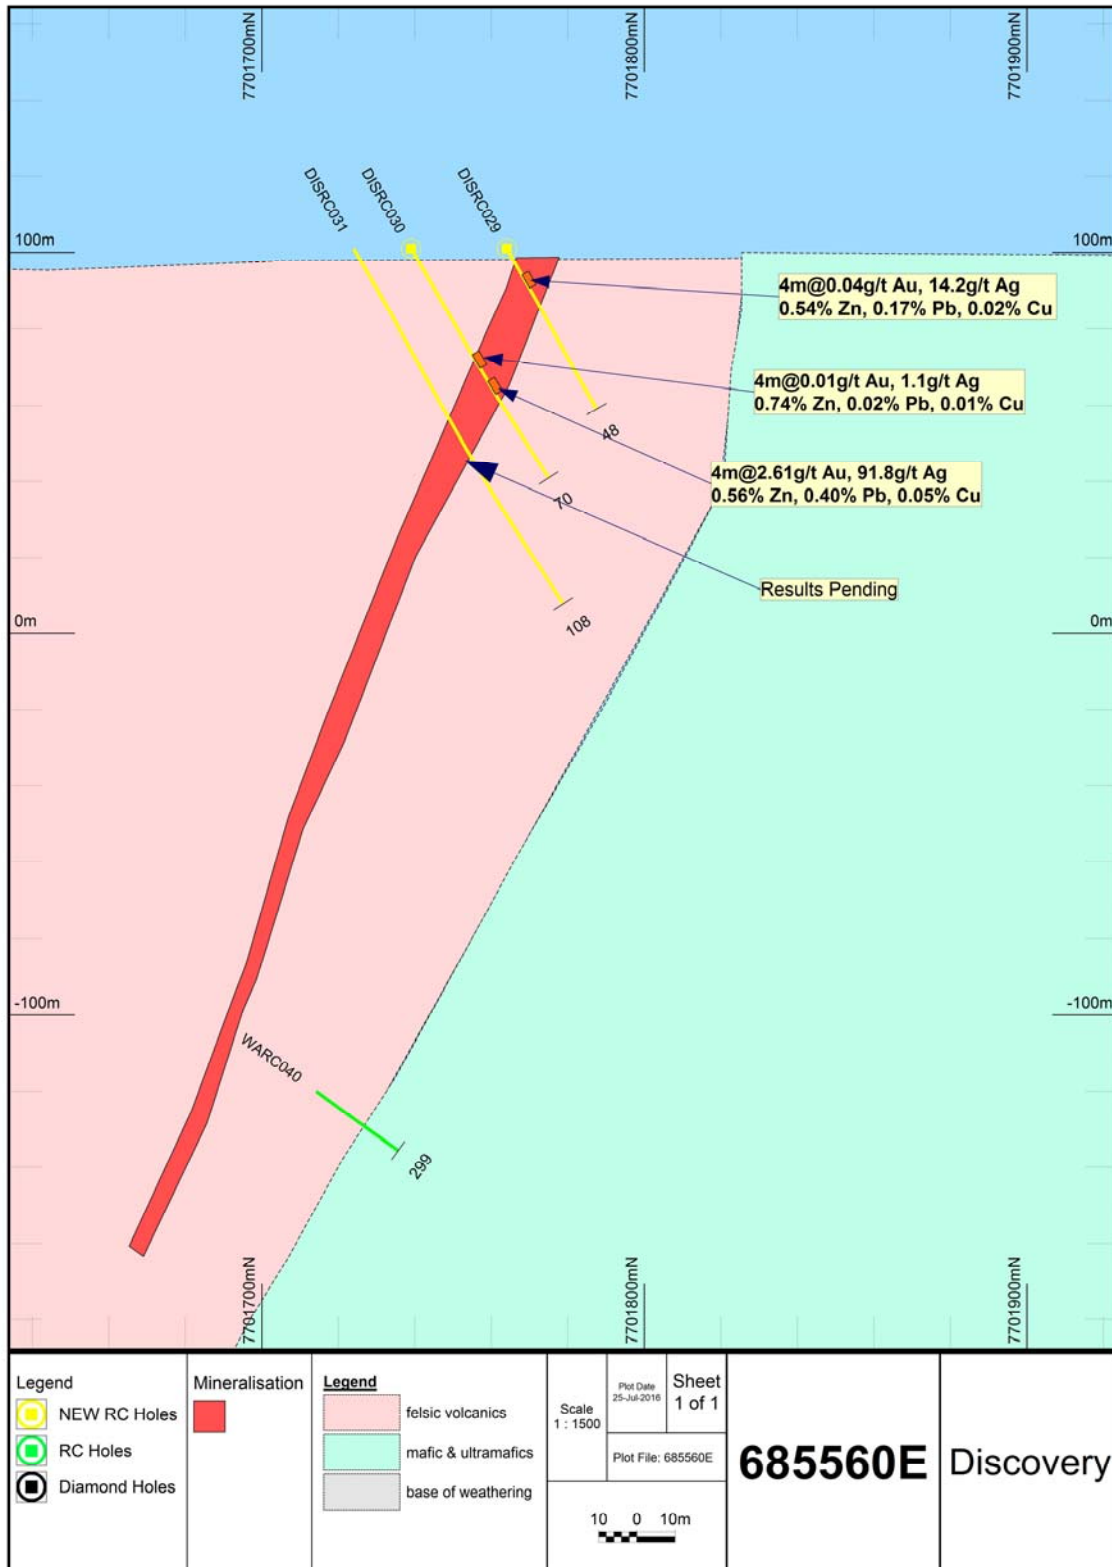 7701700mN
7701800mN
7701900mN
DISRC031
DISRC030
DISRC029
100m
100m
4m@0.04g/t Au, 14.2g/t Ag
0.54% Zn, 0.17% Pb, 0.02% Cu
4m@0.01g/t Au, 1.1g/t Ag
0.74% Zn, 0.02% Pb, 0.01% Cu
48
4m@2.61g/t Au, 91.8g/t Ag
0.56% Zn, 0.40% Pb, 0.05% Cu
70
Results Pending
108
0m
0m
-100m
-100m
WARC040
299
7701700mN
7701800mN
7701900mN
Legend
NEW RC Holes
RC Holes
Diamond Holes
Mineralisation
Legend
felsic volcanics
mafic & ultramafics
base of weathering
Scale
1 : 1500
Plot Date
25-Jul-2016
Sheet
1 of 1
Plot File: 685560E
10 0 10m
685560E
Discovery